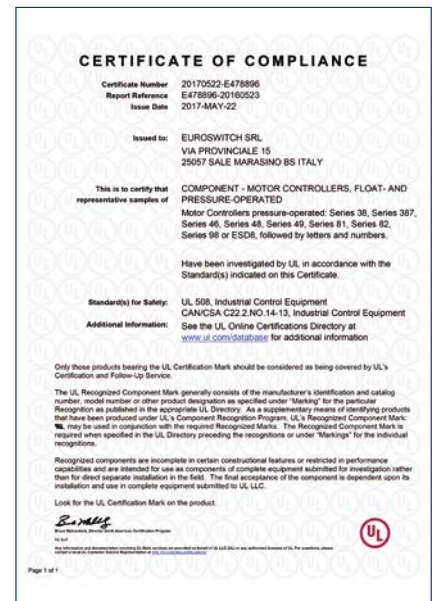 CERTIFICATE OF COMPLIANCE
Certificate Number 20170522-E478896
Report Reference E478896-20160523
Issue Date 2017-MAY-22
Issued to: EUROSWITCH SRL
VIA PROVINCIALE 15
25057 SALE MARASINO BS ITALY
This is to certify that COMPONENT - MOTOR CONTROLLERS, FLOAT- AND
representative samples of PRESSURE-OPERATED
Motor Controllers pressure-operated: Series 38, Series 387,
Series 46, Series 48, Series 49, Series 81, Series 82,
Series 98 or ESD8, followed by letters and numbers.
Have been investigated by UL in accordance with the
Standard(s) indicated on this Certificate.
Standard(s) for Safety: UL 508, Industrial Control Equipment
CAN/CSA C22.2.NO.14-13, Industrial Control Equipment
Additional Information: See the UL Online Certifications Directory at
www.ul.com/database for additional information
Only those products bearing the UL Certification Mark should be considered as being covered by UL's
Certification and Follow-Up Service.
The UL Recognized Component Mark generally consists of the manufacturer's identification and catalog
number, model number or other product designation as specified under "Marking" for the particular
Recognition as published in the appropriate UL Directory. As a supplementary means of identifying products
that have been produced under UL's Component Recognition Program, UL's Recognized Component Mark:
may be used in conjunction with the required Recognized Marks. The Recognized Component Mark is
required when specified in the UL Directory preceding the recognitions or under "Markings" for the individual
recognitions.
Recognized components are incomplete in certain constructional features or restricted in performance
capabilities and are intended for use as components of complete equipment submitted for investigation rather
than for direct separate installation in the field. The final acceptance of the component is dependent upon its
installation and use in complete equipment submitted to UL LLC.
Look for the UL Certification Mark on the product.
UL
Director North American Certification Program
UL LLC
Page 1 of 1